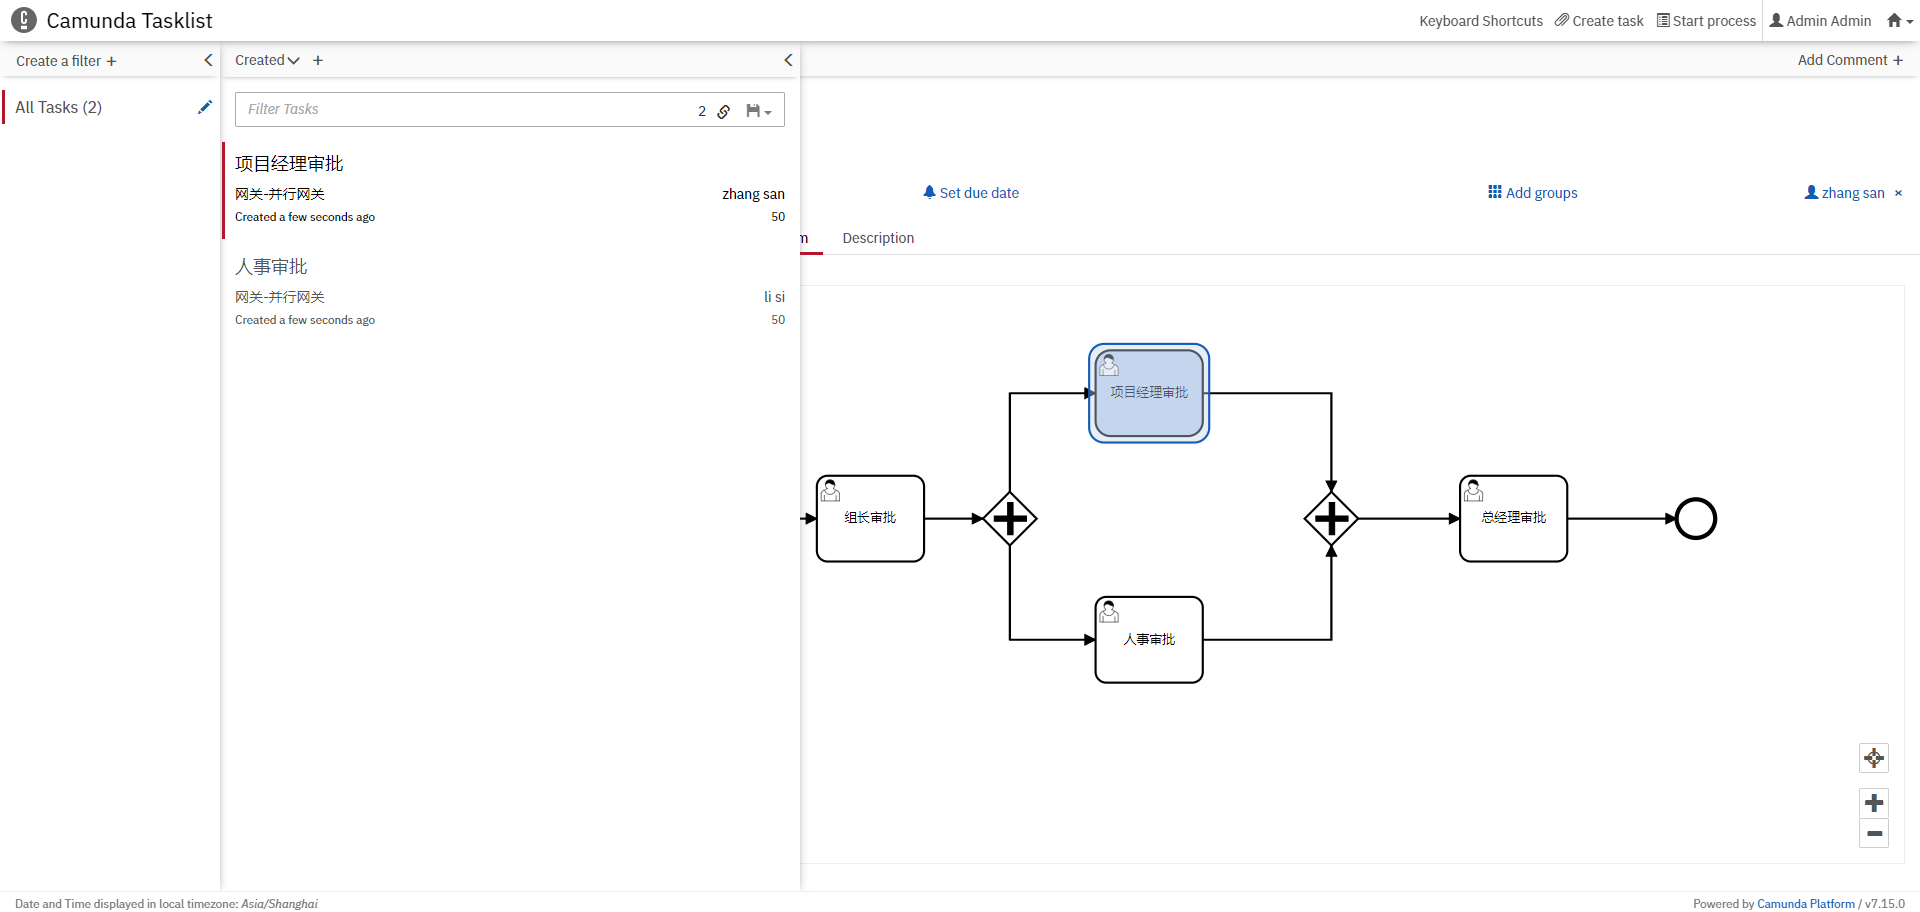 Camunda Tasklist
Keyboard Shortcuts Create task Start process Admin Admin
Create a filter +
Created +
Add Comment +
All Tasks (2)
Filter Tasks 2
项目经理审批
网关-并行网关 zhang san
Created a few seconds ago 50
人事审批
网关-并行网关 li si
Created a few seconds ago 50
Set due date Add groups zhang san ×
Description
项目经理审批
组长审批
总经理审批
人事审批
Date and Time displayed in local timezone: Asia/Shanghai
Powered by Camunda Platform / v7.15.0